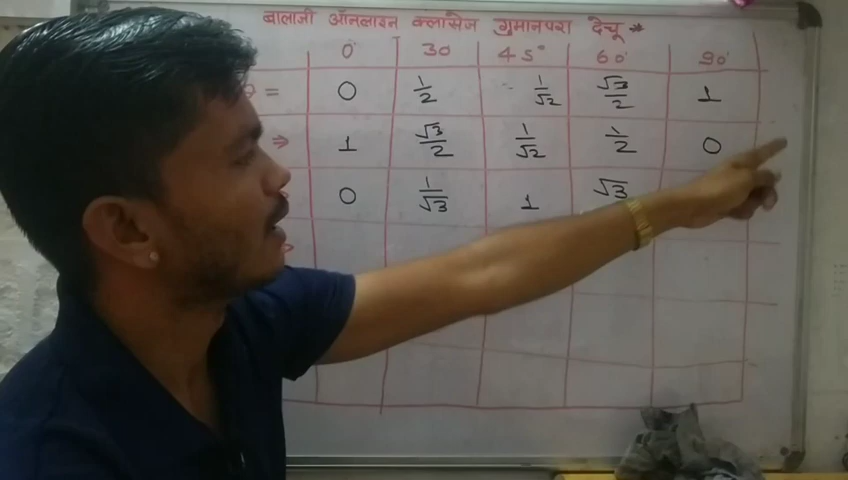 बालाजी ऑनलाइन क्लासेज गुमानपरा देचू
0° 30 45° 60° 90°
= 0 1/2 1/√2 √3/2 1
⇒ 1 √3/2 1/√2 1/2 0
0 1/√3 1 √3